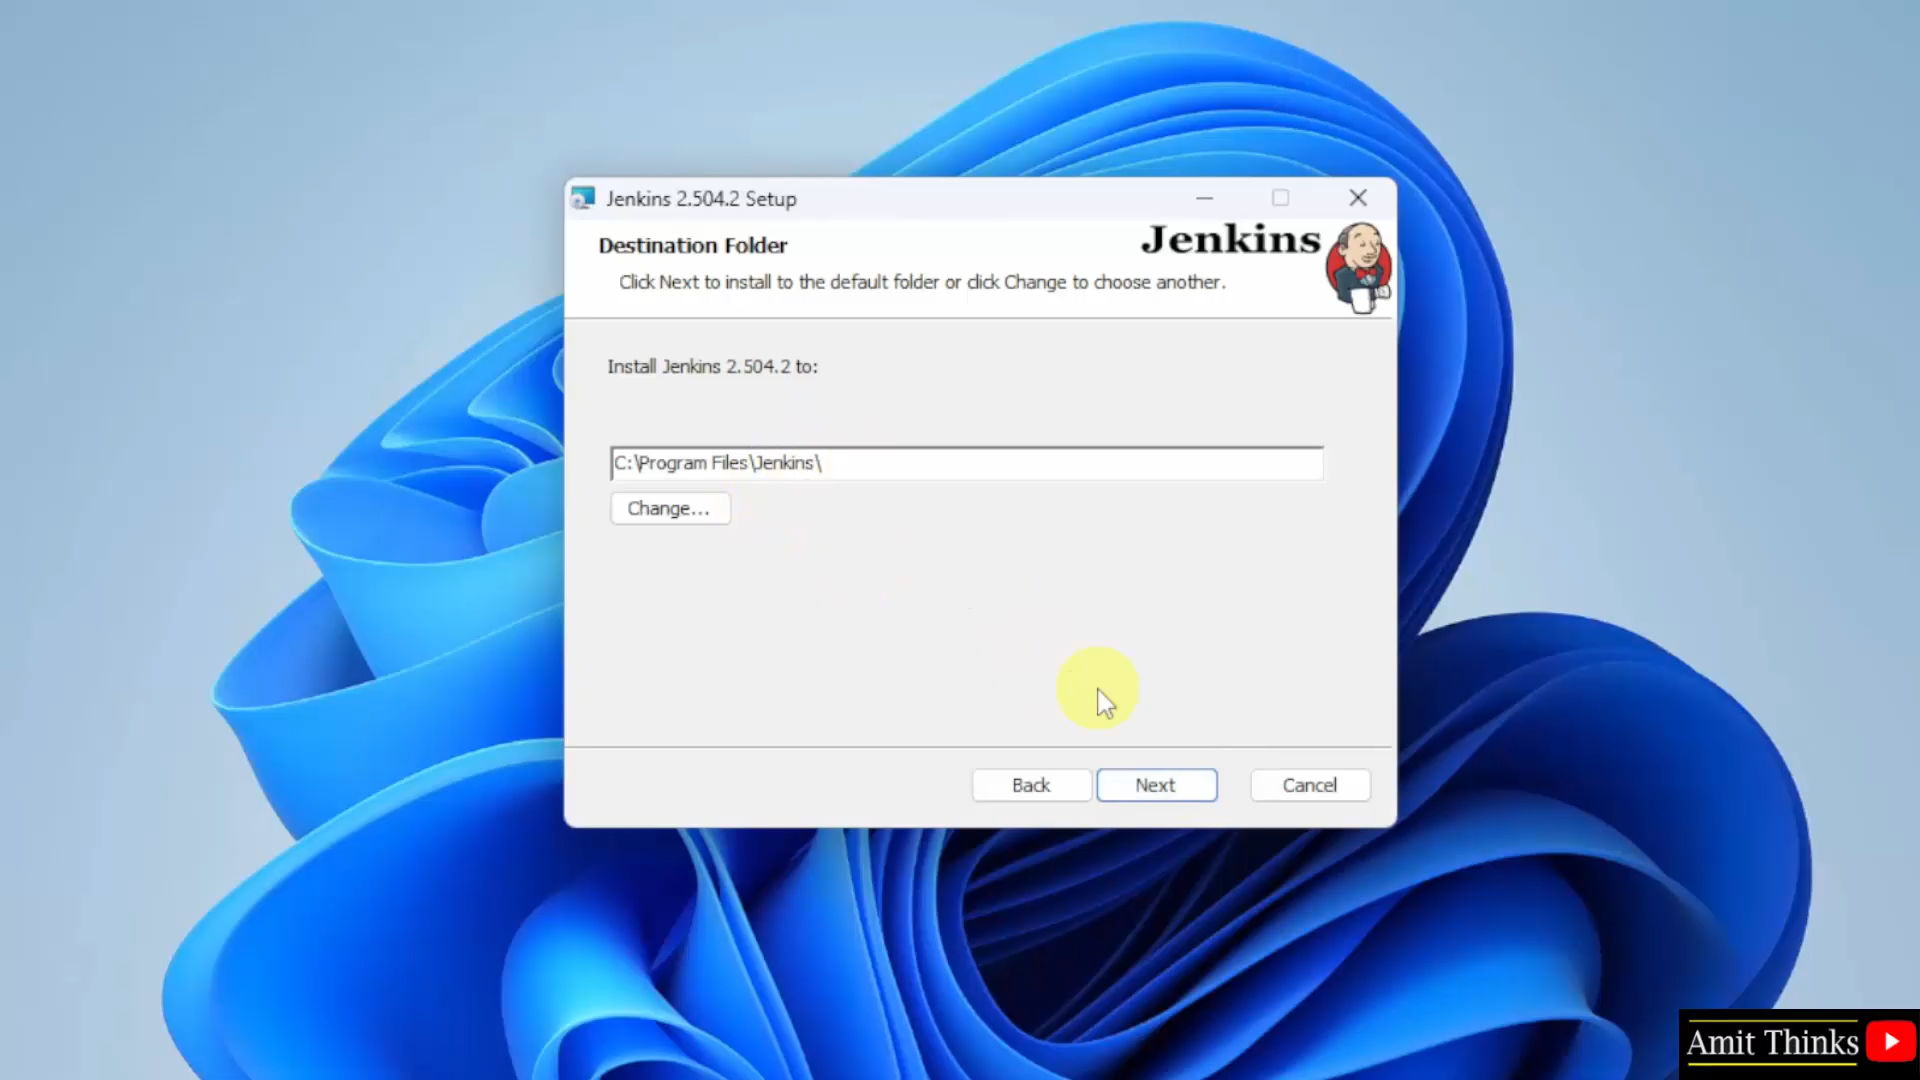 Jenkins 2.504.2 Setup
Destination Folder
Jenkins
Click Next to install to the default folder or click Change to choose another.
Install Jenkins 2.504.2 to:
C:\Program Files\Jenkins\
Change...
Back
Next
Cancel
Amit Thinks